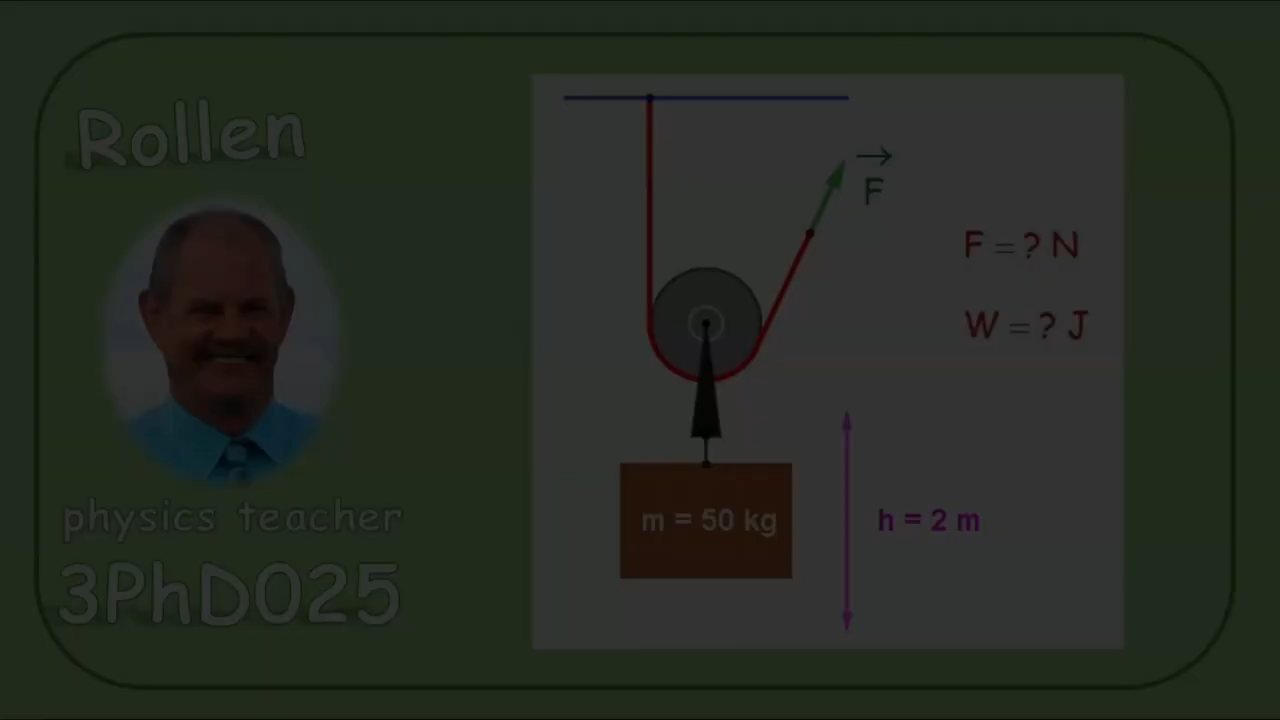 Rollen
physics teacher
3PhD025
F
F = ? N
W = ? J
m = 50 kg
h = 2 m